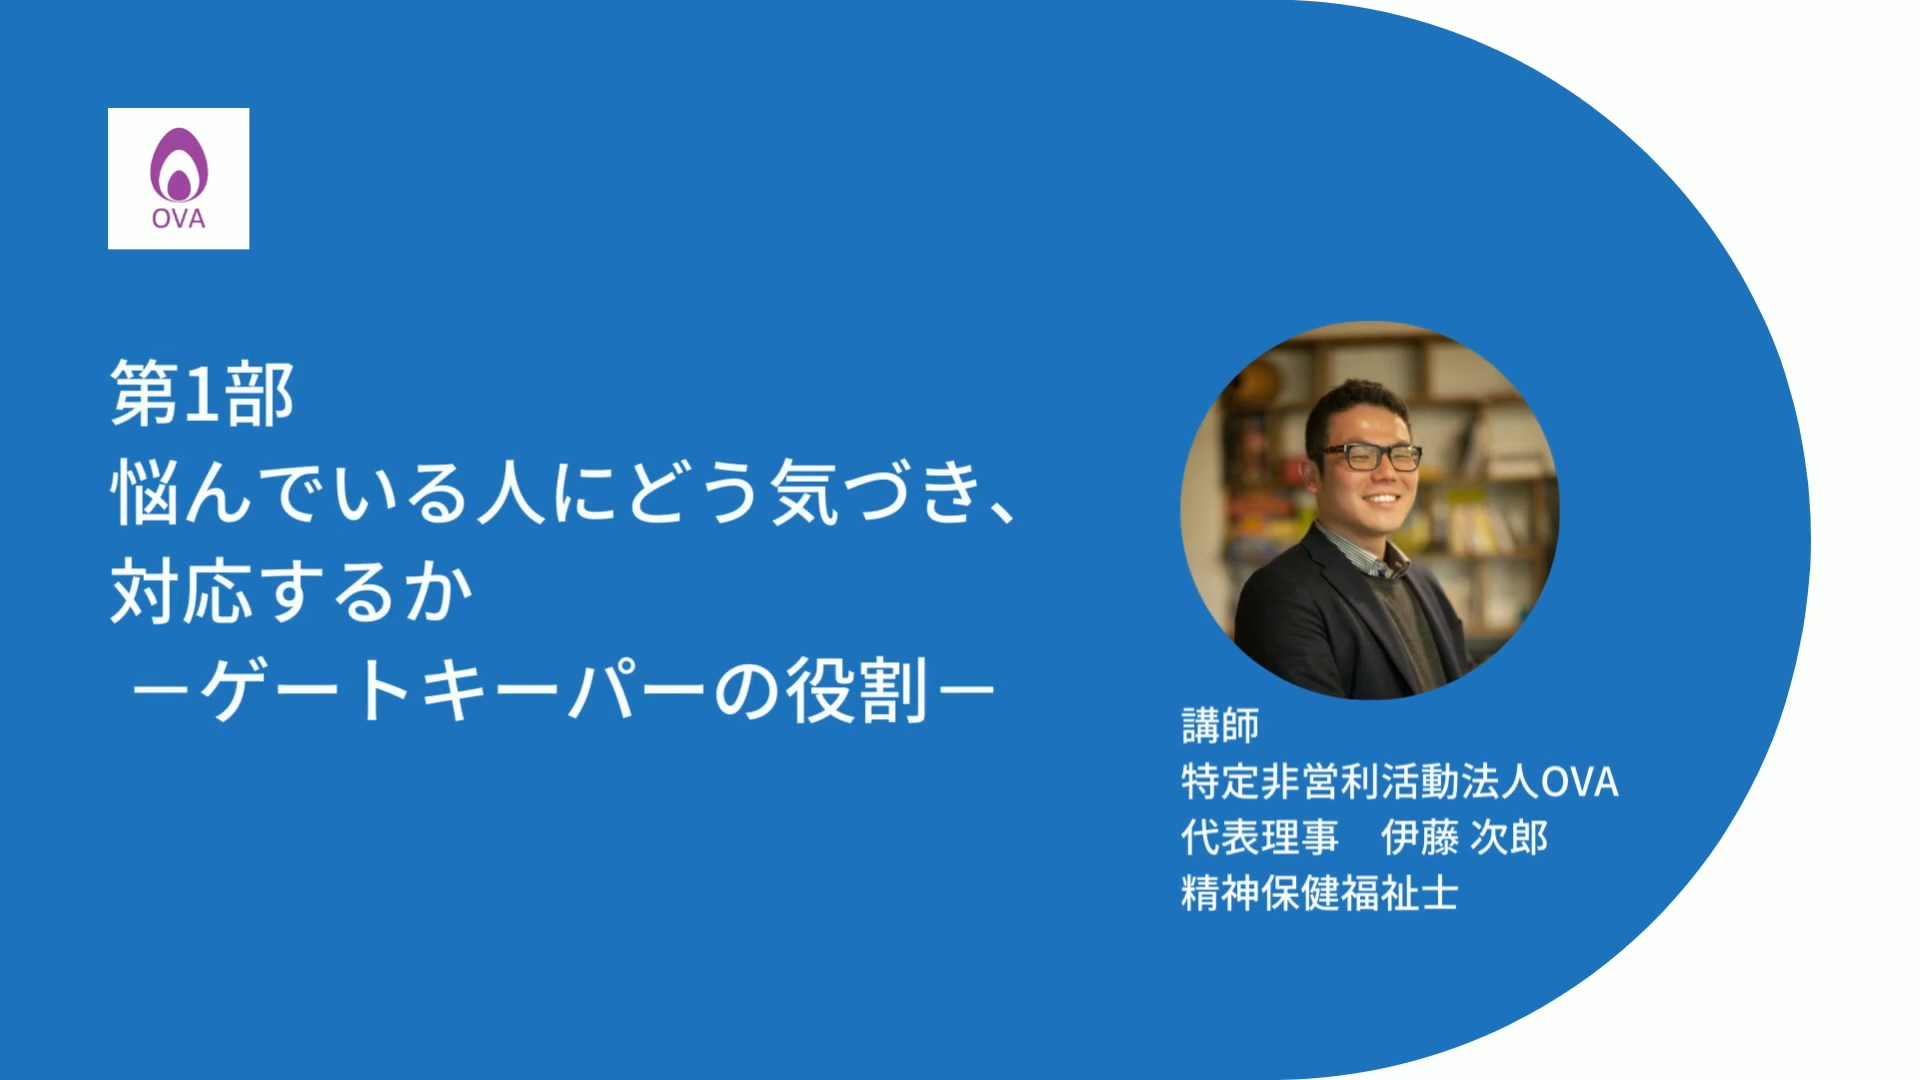 OVA
第1部
悩んでいる人にどう気づき、
対応するか
－ゲートキーパーの役割－
講師
特定非営利活動法人OVA
代表理事　伊藤 次郎
精神保健福祉士